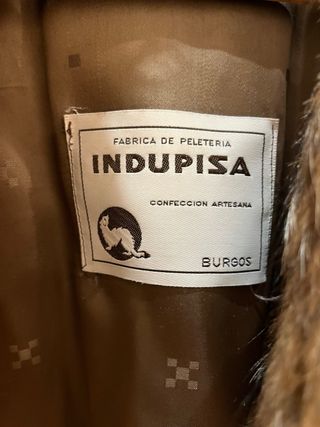 FABRICA DE PELETERIA
INDUPISA
CONFECCION ARTESANA
BURGOS